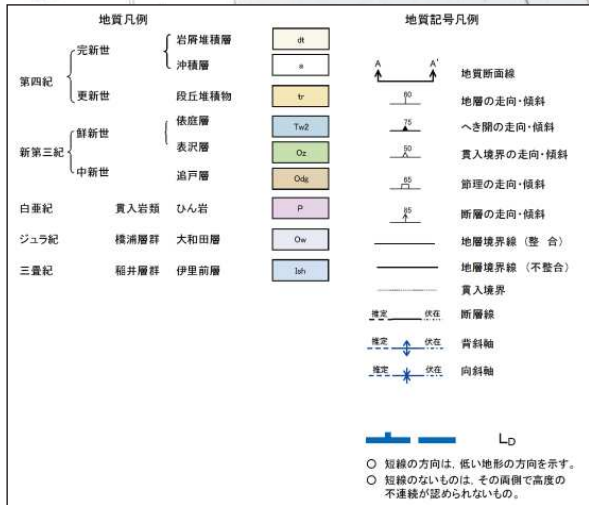 地質凡例
第四紀
完新世
岩屑堆積層
dt
沖積層
a
更新世
段丘堆積物
tr
新第三紀
鮮新世
俵庭層
Tw2
表沢層
Oz
中新世
追戸層
Odg
白亜紀
貫入岩類
ひん岩
P
ジュラ紀
橋浦層群
大和田層
Ow
三畳紀
稲井層群
伊里前層
Ish
地質記号凡例
A A'
地質断面線
60
地層の走向・傾斜
75
へき開の走向・傾斜
50
貫入境界の走向・傾斜
65
節理の走向・傾斜
85
断層の走向・傾斜
地層境界線（整 合）
地層境界線（不整合）
貫入境界
推定 伏在 断層線
推定 伏在 背斜軸
推定 伏在 向斜軸
LD
○ 短線の方向は，低い地形の方向を示す。
○ 短線のないものは，その両側で高度の
不連続が認められないもの。